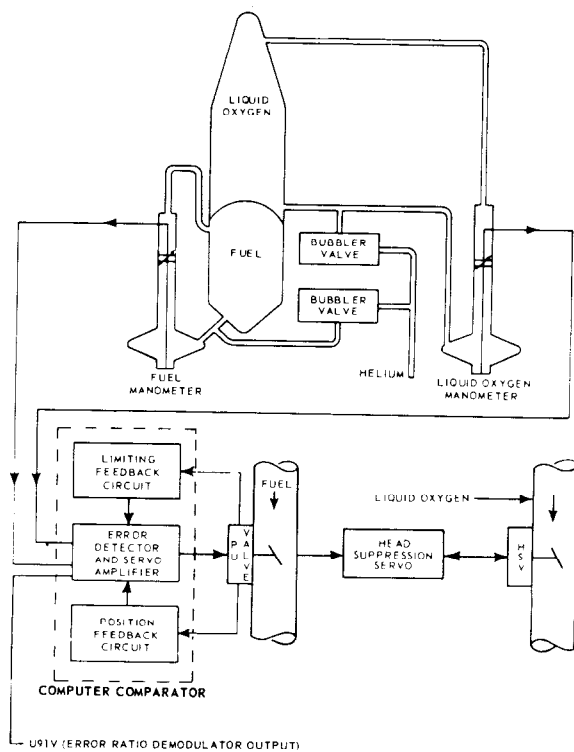 LIQUID
OXYGEN
FUEL
BUBBLER
VALVE
BUBBLER
VALVE
FUEL
MANOMETER
HELIUM
LIQUID OXYGEN
MANOMETER
LIMITING
FEEDBACK
CIRCUIT
FUEL
LIQUID OXYGEN
ERROR
DETECTOR
AND SERVO
AMPLIFIER
PU
VALVE
HEAD
SUPPRESSION
SERVO
HSV
POSITION
FEEDBACK
CIRCUIT
COMPUTER COMPARATOR
U91V (ERROR RATIO DEMODULATOR OUTPUT)